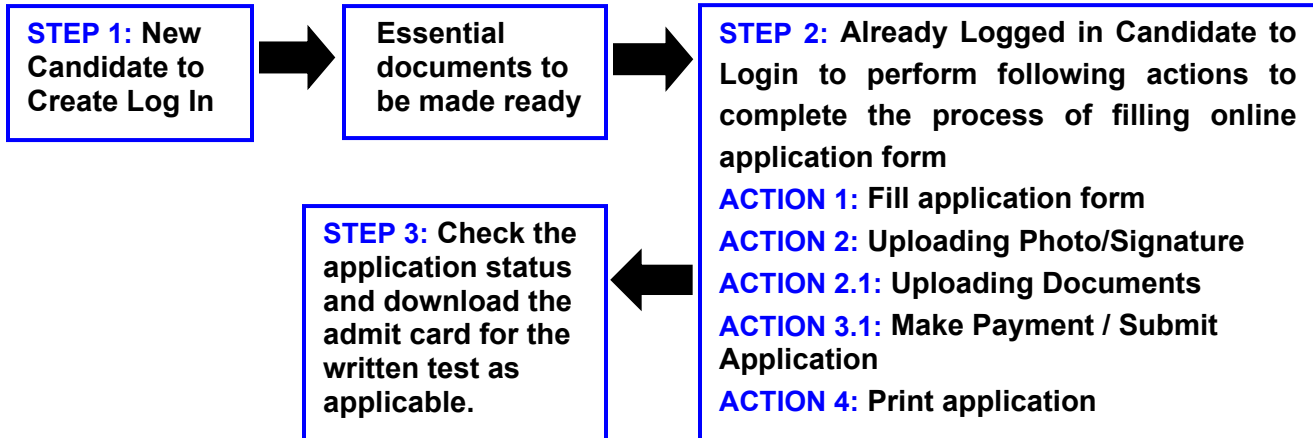 STEP 1: New
Candidate to
Create Log In
Essential
documents to
be made ready
STEP 2: Already Logged in Candidate to
Login to perform following actions to
complete the process of filling online
application form
ACTION 1: Fill application form
ACTION 2: Uploading Photo/Signature
ACTION 2.1: Uploading Documents
ACTION 3.1: Make Payment / Submit
Application
ACTION 4: Print application
STEP 3: Check the
application status
and download the
admit card for the
written test as
applicable.